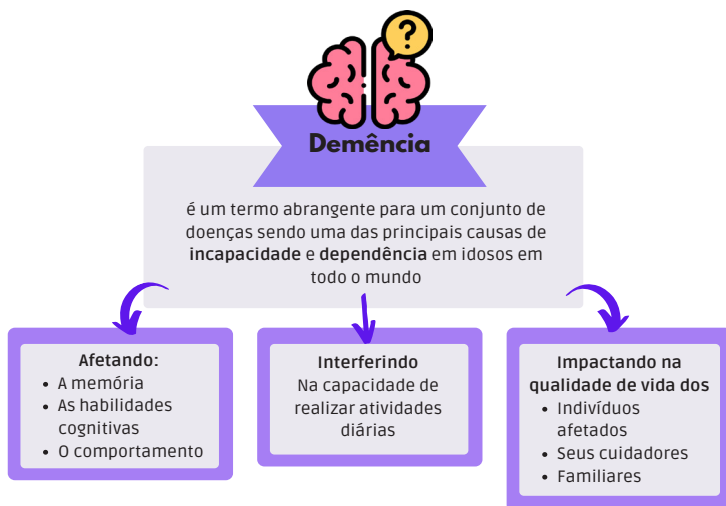 ?
Demência
é um termo abrangente para um conjunto de
doenças sendo uma das principais causas de
incapacidade e dependência em idosos em
todo o mundo
Afetando:
• A memória
• As habilidades
cognitivas
• O comportamento
Interferindo
Na capacidade de
realizar atividades
diárias
Impactando na
qualidade de vida dos
• Indivíduos
afetados
• Seus cuidadores
• Familiares